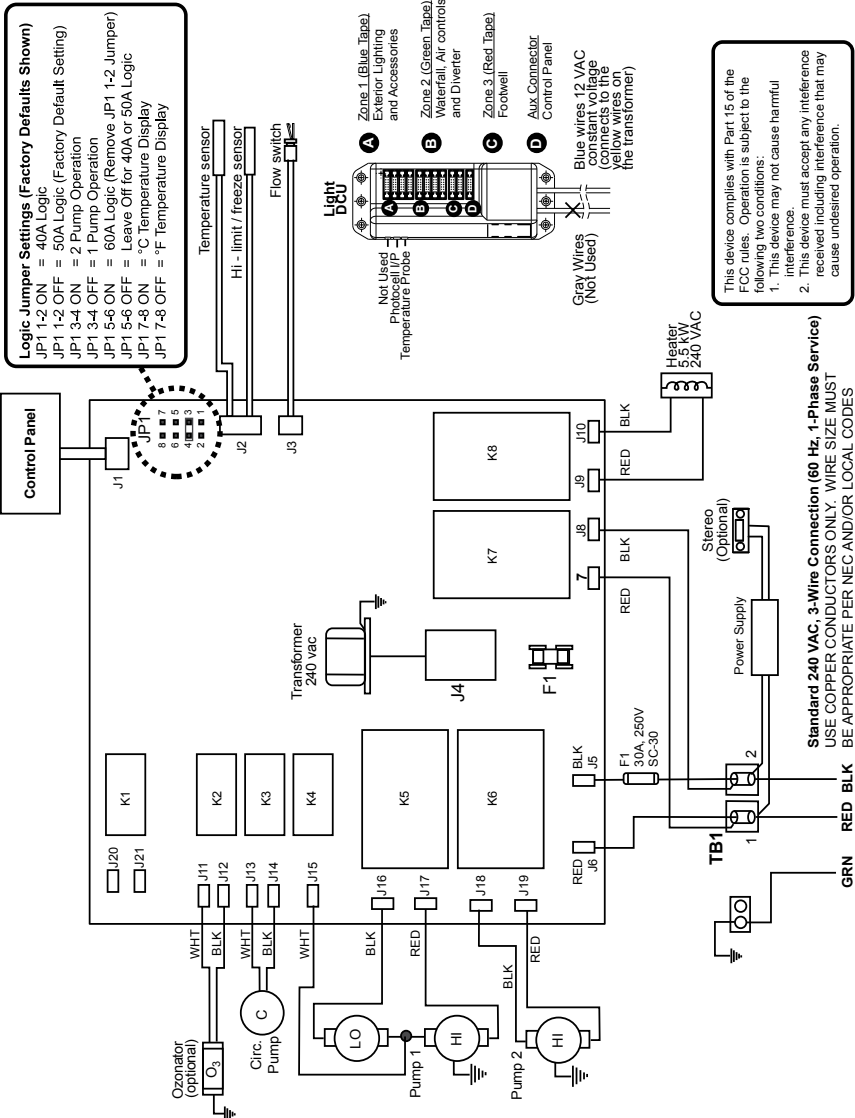 Control Panel
Logic Jumper Settings (Factory Defaults Shown)
JP1 1-2 ON = 40A Logic
JP1 1-2 OFF = 50A Logic (Factory Default Setting)
JP1 3-4 ON = 2 Pump Operation
JP1 3-4 OFF = 1 Pump Operation
JP1 5-6 ON = 60A Logic (Remove JP1 1-2 Jumper)
JP1 5-6 OFF = Leave Off for 40A or 50A Logic
JP1 7-8 ON = °C Temperature Display
JP1 7-8 OFF = °F Temperature Display
J1
JP1
8 7
6 5
4 3
2 1
J2
J3
Temperature sensor
Hi - limit / freeze sensor
Flow switch
Light
DCU
A
B
C
D
Not Used
Photocell I/P
Temperature Probe
Gray Wires
(Not Used)
Blue wires 12 VAC
constant voltage
(connects to the
yellow wires on
the transformer)
A
Zone 1 (Blue Tape)
Exterior Lighting
and Accessories
B
Zone 2 (Green Tape)
Waterfall, Air controls
and Diverter
C
Zone 3 (Red Tape)
Footwell
D
Aux Connector
Control Panel
This device complies with Part 15 of the
FCC rules. Operation is subject to the
following two conditions:
1. This device may not cause harmful
interference.
2. This device must accept any interference
received including interference that may
cause undesired operation.
K1
K2
K3
K4
K5
K6
K7
K8
J20
J21
J11
J12
J13
J14
J15
J16
J17
J18
J19
Transformer
240 vac
J4
F1
WHT
BLK
WHT
BLK
WHT
BLK
RED
BLK
RED
Ozonator
(optional)
O3
Circ.
Pump
C
LO
HI
Pump 1
Pump 2
HI
RED
J6
BLK
J5
F1
30A, 250V
SC-30
7
RED
J8
BLK
J9
RED
J10
BLK
Heater
5.5 kW
240 VAC
Stereo
(Optional)
Power Supply
TB1
1
2
GRN
RED
BLK
Standard 240 VAC, 3-Wire Connection (60 Hz, 1-Phase Service)
USE COPPER CONDUCTORS ONLY. WIRE SIZE MUST
BE APPROPRIATE PER NEC AND/OR LOCAL CODES